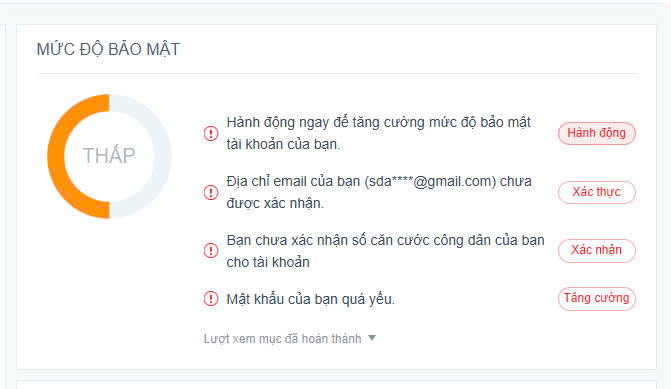 MỨC ĐỘ BẢO MẬT
THẤP
Hành động ngay để tăng cường mức độ bảo mật
tài khoản của bạn.
Hành động
Địa chỉ email của bạn (sda****@gmail.com) chưa
được xác nhận.
Xác thực
Bạn chưa xác nhận số căn cước công dân của bạn
cho tài khoản
Xác nhận
Mật khẩu của bạn quá yếu.
Tăng cường
Lượt xem mục đã hoàn thành